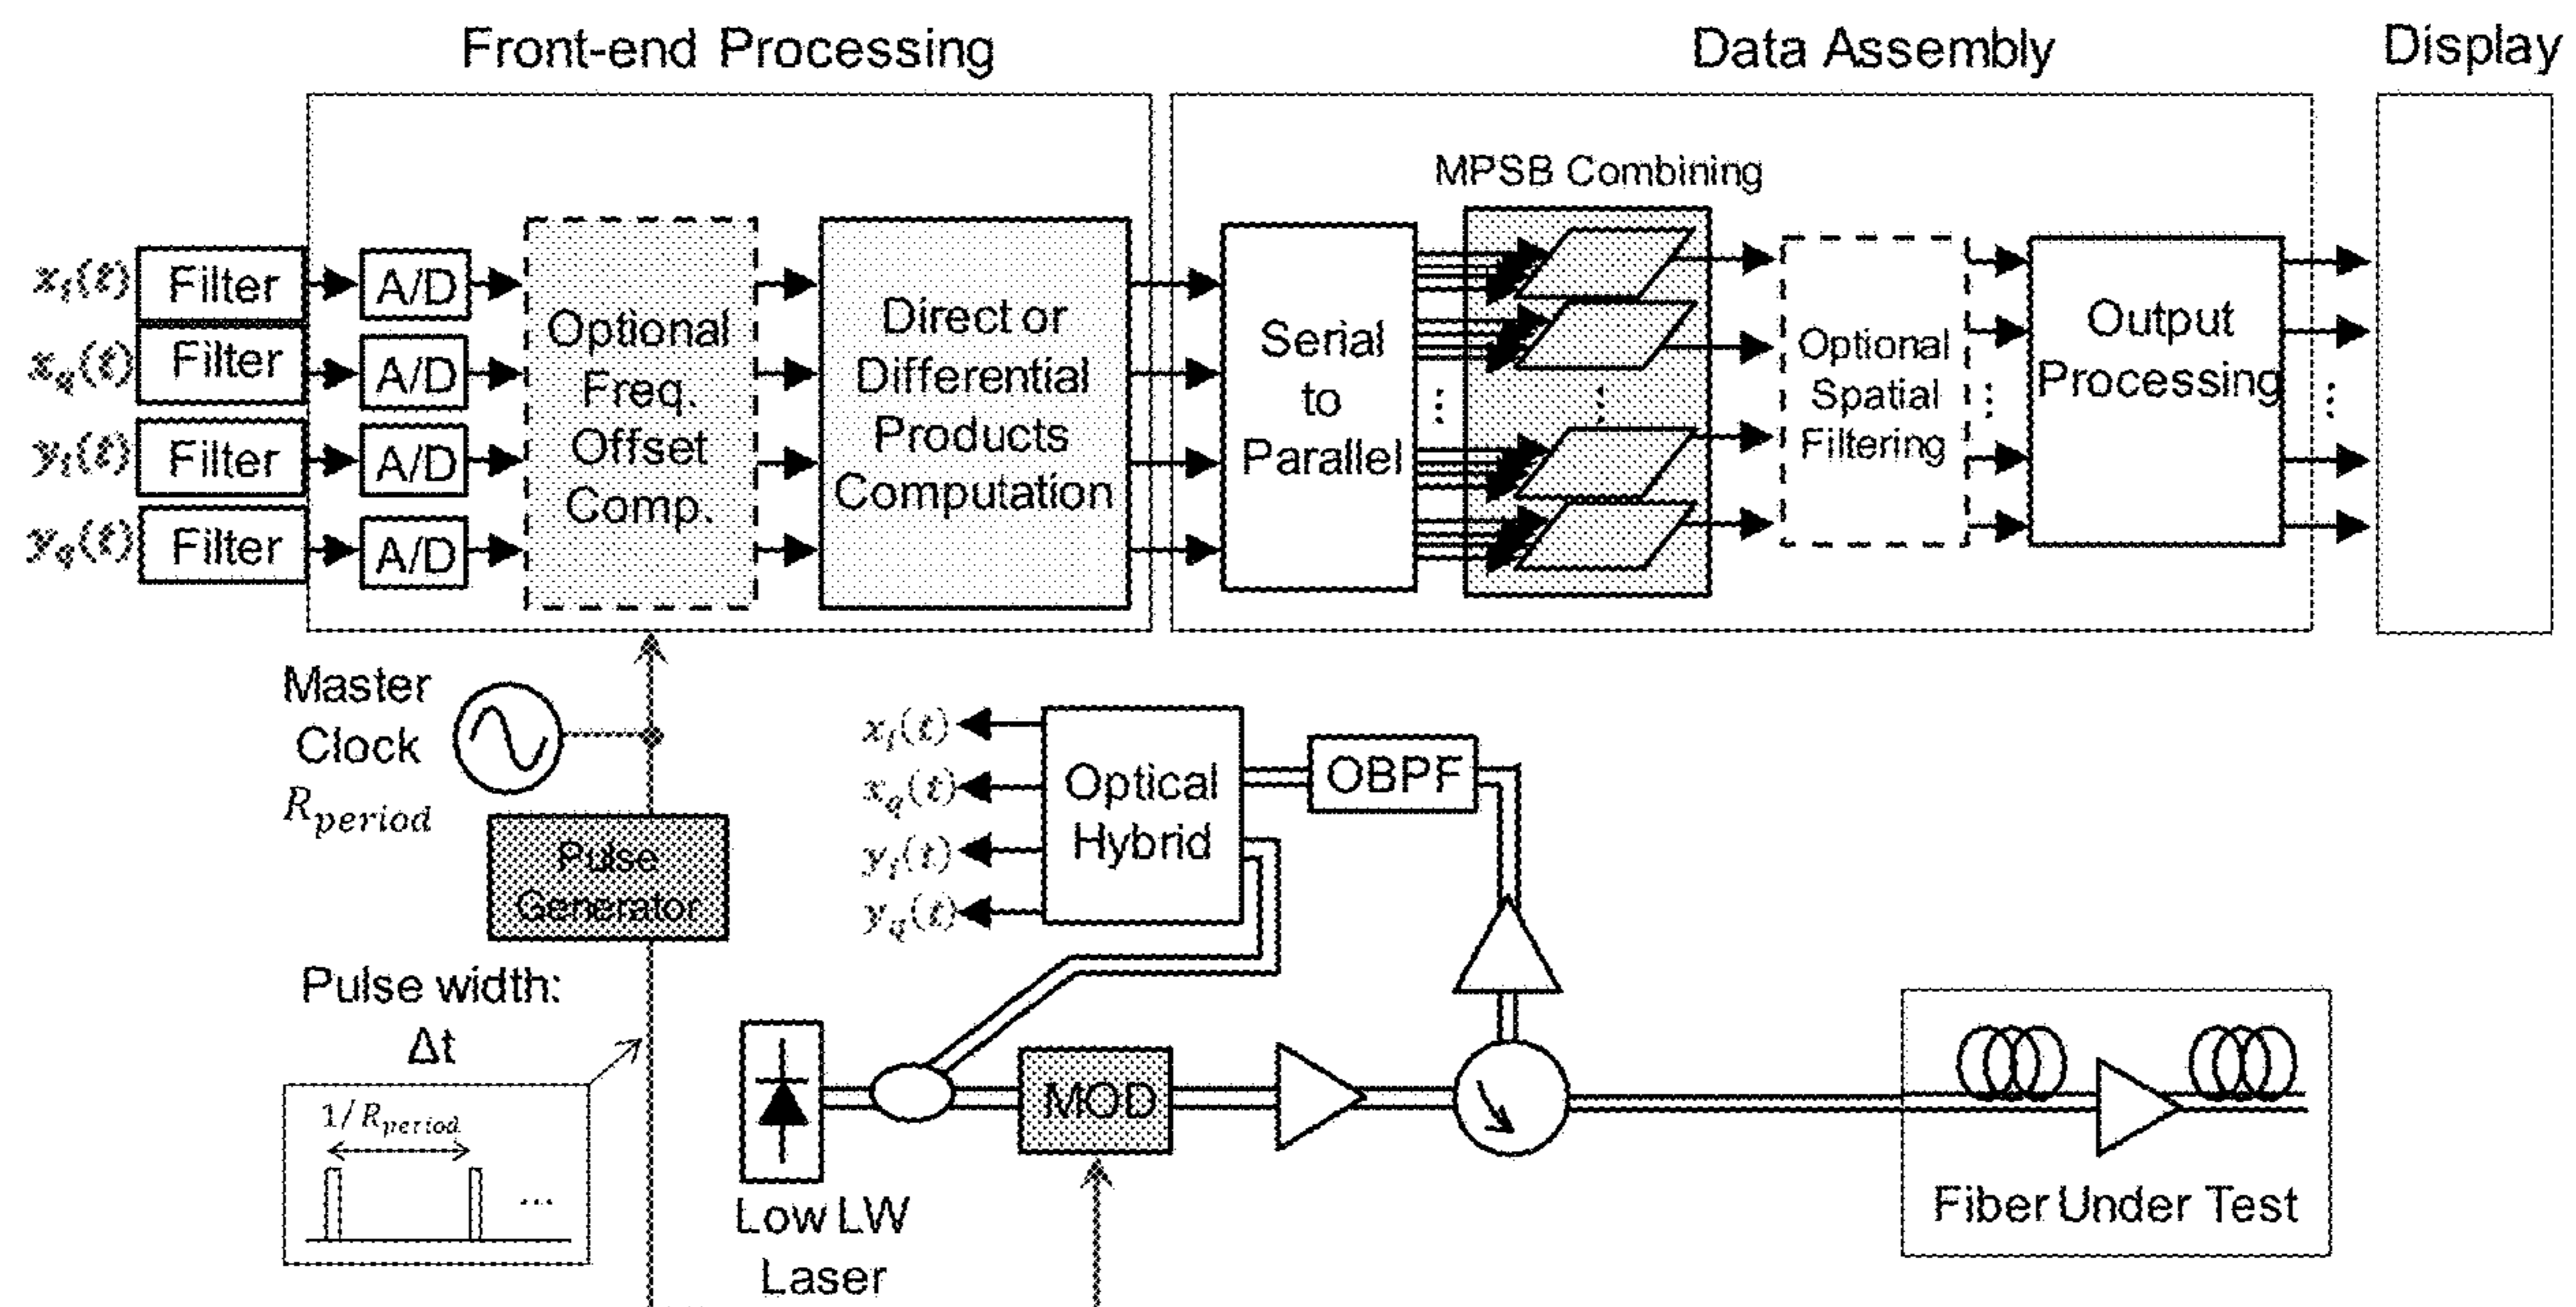 Front-end Processing
Data Assembly
Display
MPSB Combining
x_i(t)
Filter
A/D
x_q(t)
Filter
A/D
y_i(t)
Filter
A/D
y_q(t)
Filter
A/D
Optional
Freq.
Offset
Comp.
Direct or
Differential
Products
Computation
Serial
to
Parallel
⋮
⋮
Optional
Spatial
Filtering
⋮
Output
Processing
⋮
Master
Clock
R_period
Pulse
Generator
x_i(t)
x_q(t)
y_i(t)
y_q(t)
Optical
Hybrid
OBPF
Pulse width:
Δt
1/R_period
...
MOD
Low LW
Laser
Fiber Under Test